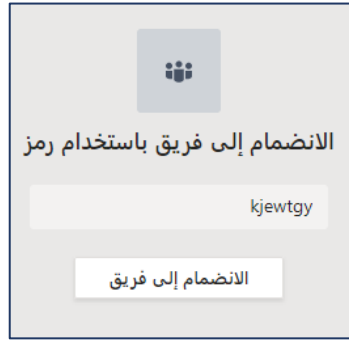 الانضمام إلى فريق باستخدام رمز
kjewtgy
الانضمام إلى فريق